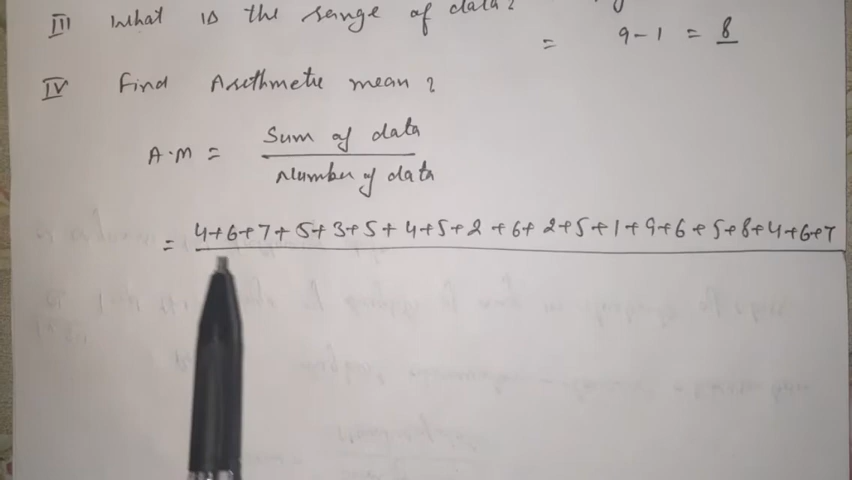 III What is the range of data?
= 9-1 = 8
IV Find Arithmetic mean ?
A.M = Sum of data
Number of data
= 4+6+7+5+3+5+4+5+2+6+2+5+1+9+6+5+8+4+6+7